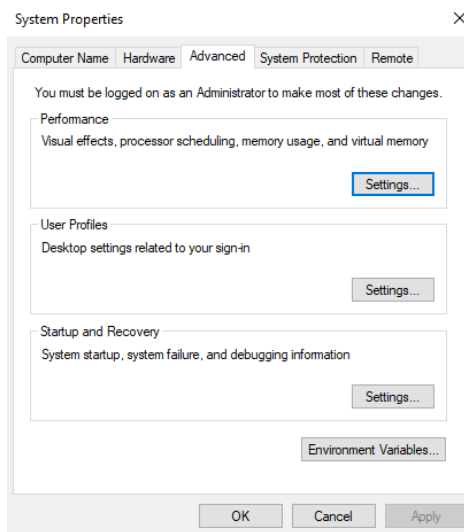 System Properties
Computer Name Hardware Advanced System Protection Remote
You must be logged on as an Administrator to make most of these changes.
Performance
Visual effects, processor scheduling, memory usage, and virtual memory
Settings...
User Profiles
Desktop settings related to your sign-in
Settings...
Startup and Recovery
System startup, system failure, and debugging information
Settings...
Environment Variables...
OK Cancel Apply